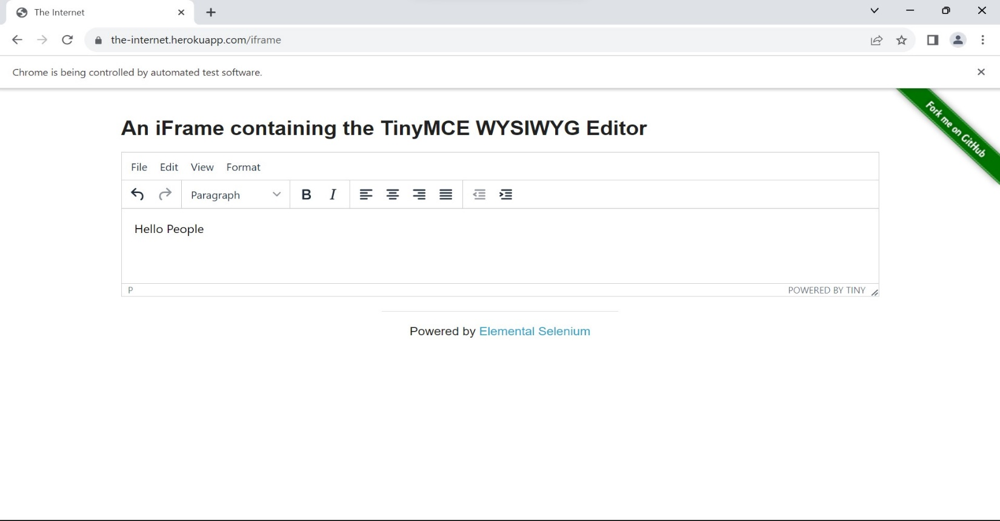 The Internet
the-internet.herokuapp.com/iframe
Chrome is being controlled by automated test software.
Fork me on GitHub
An iFrame containing the TinyMCE WYSIWYG Editor
File Edit View Format
Paragraph B I
Hello People
P POWERED BY TINY
Powered by Elemental Selenium